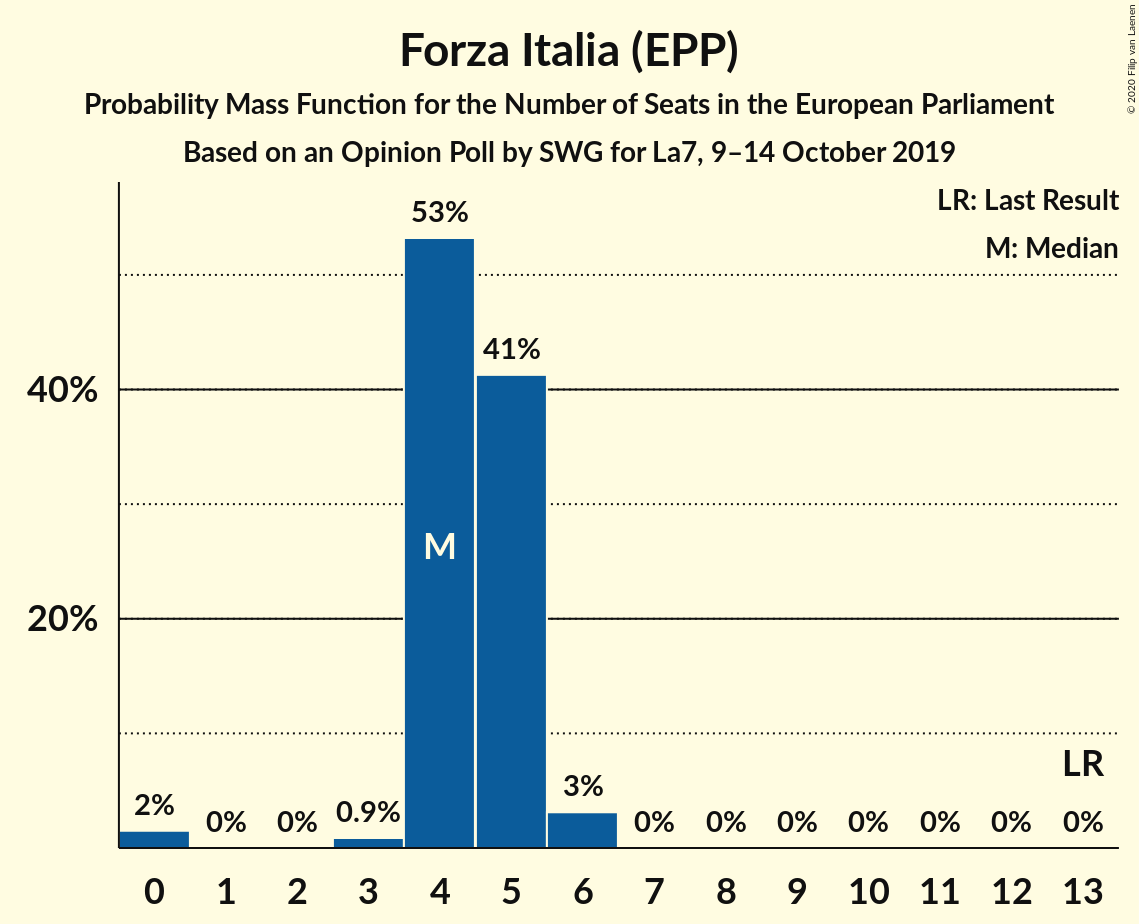 Forza Italia (EPP)
Probability Mass Function for the Number of Seats in the European Parliament
Based on an Opinion Poll by SWG for La7, 9–14 October 2019
© 2020 Filip van Laenen
LR: Last Result
M: Median
53%
41%
40%
M
20%
LR
2%
0%
0%
0.9%
3%
0%
0%
0%
0%
0%
0%
0%
0 1 2 3 4 5 6 7 8 9 10 11 12 13